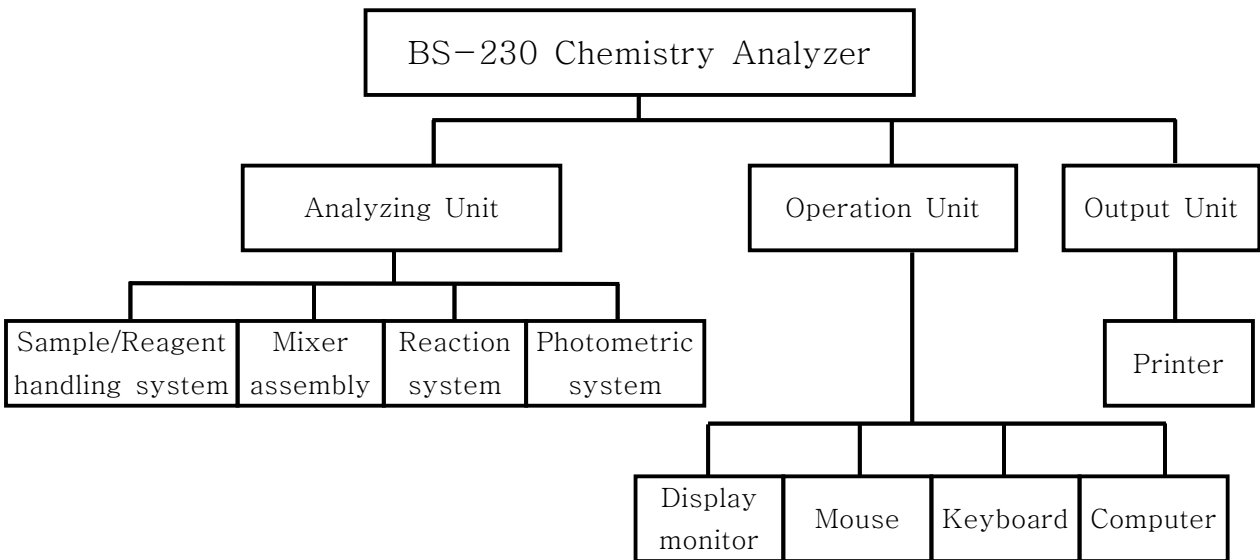 BS-230 Chemistry Analyzer
Analyzing Unit
Operation Unit
Output Unit
Sample/Reagent
handling system
Mixer
assembly
Reaction
system
Photometric
system
Printer
Display
monitor
Mouse
Keyboard
Computer